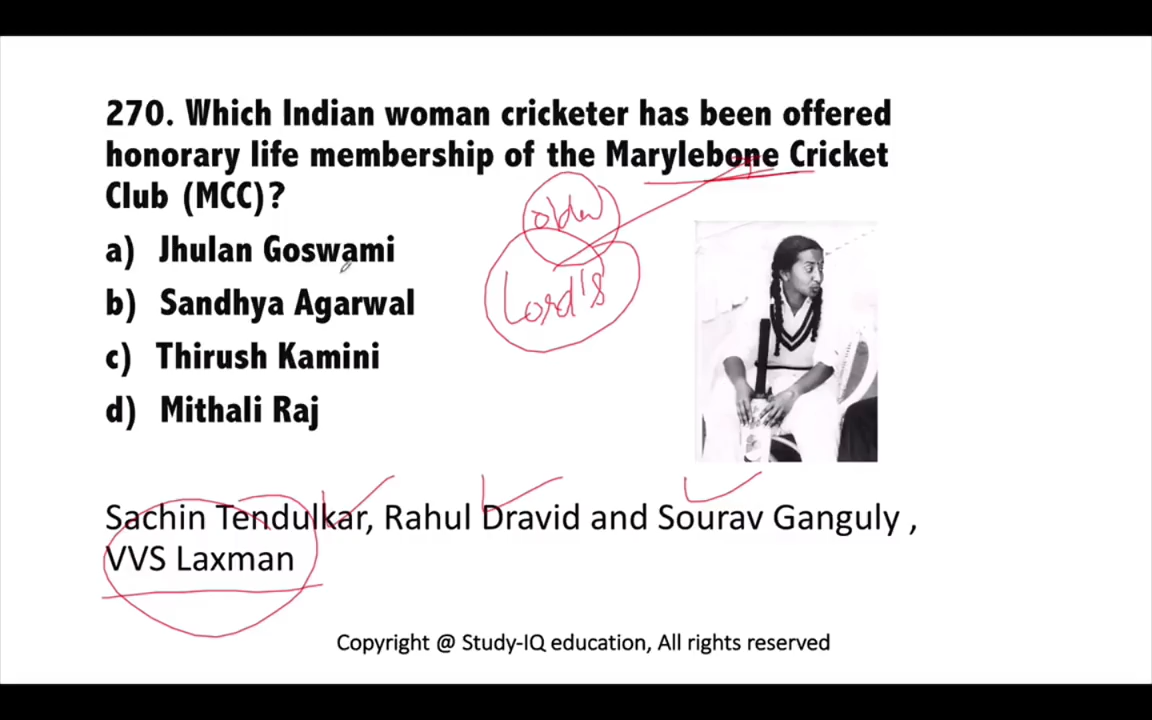 270. Which Indian woman cricketer has been offered
honorary life membership of the Marylebone Cricket
Club (MCC)?
a) Jhulan Goswami
b) Sandhya Agarwal
c) Thirush Kamini
d) Mithali Raj
Lord's
Sachin Tendulkar, Rahul Dravid and Sourav Ganguly ,
VVS Laxman
Copyright @ Study-IQ education, All rights reserved